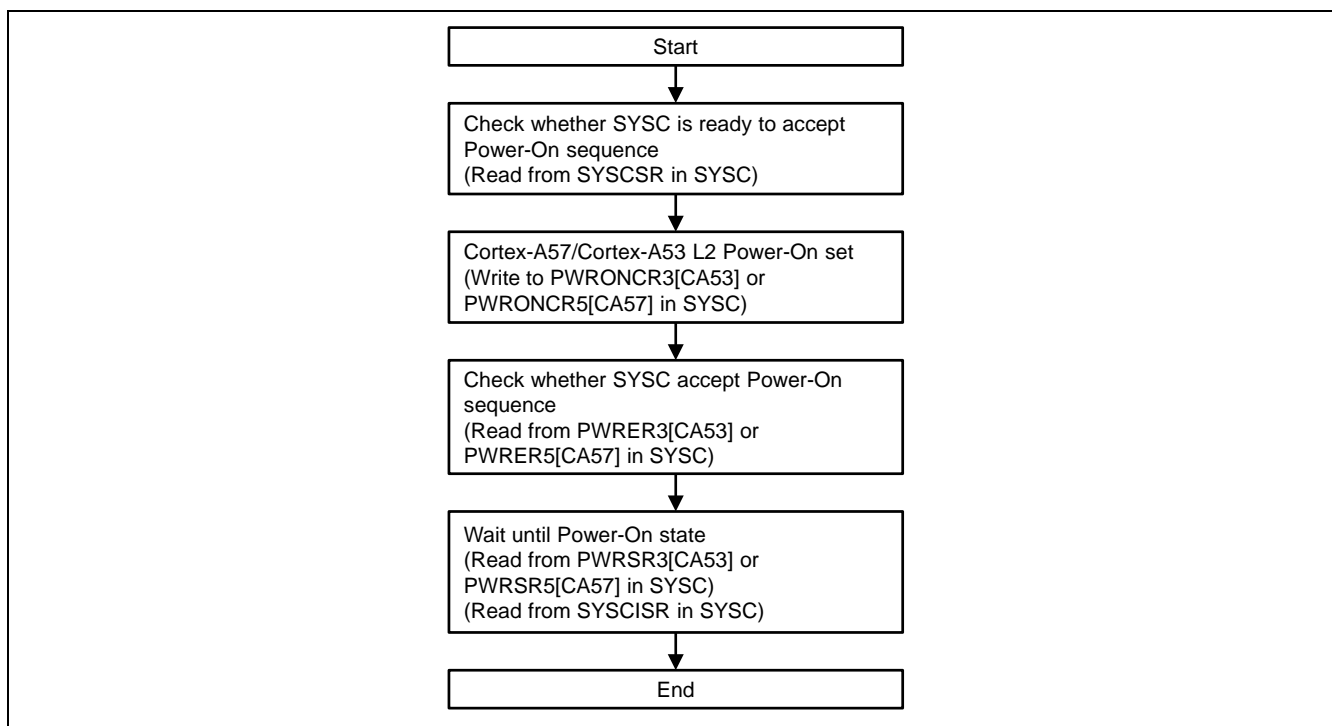 Start
Check whether SYSC is ready to accept
Power-On sequence
(Read from SYSCSR in SYSC)
Cortex-A57/Cortex-A53 L2 Power-On set
(Write to PWRONCR3[CA53] or
PWRONCR5[CA57] in SYSC)
Check whether SYSC accept Power-On
sequence
(Read from PWRER3[CA53] or
PWRER5[CA57] in SYSC)
Wait until Power-On state
(Read from PWRSR3[CA53] or
PWRSR5[CA57] in SYSC)
(Read from SYSCISR in SYSC)
End